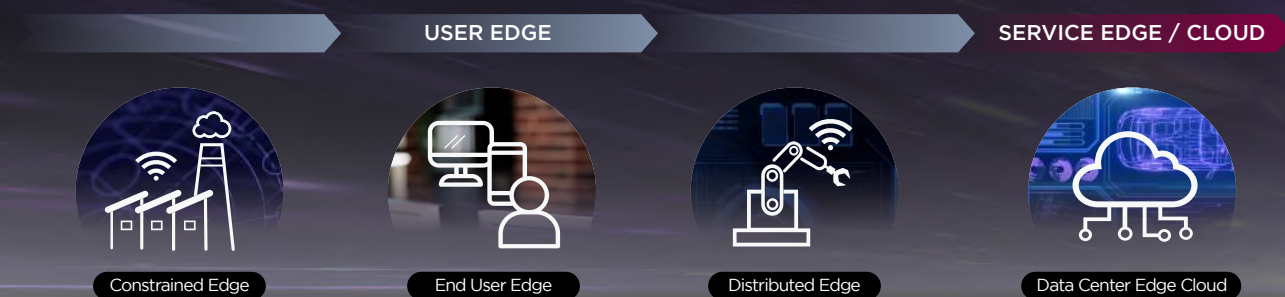 USER EDGE
SERVICE EDGE / CLOUD
Constrained Edge
End User Edge
Distributed Edge
Data Center Edge Cloud